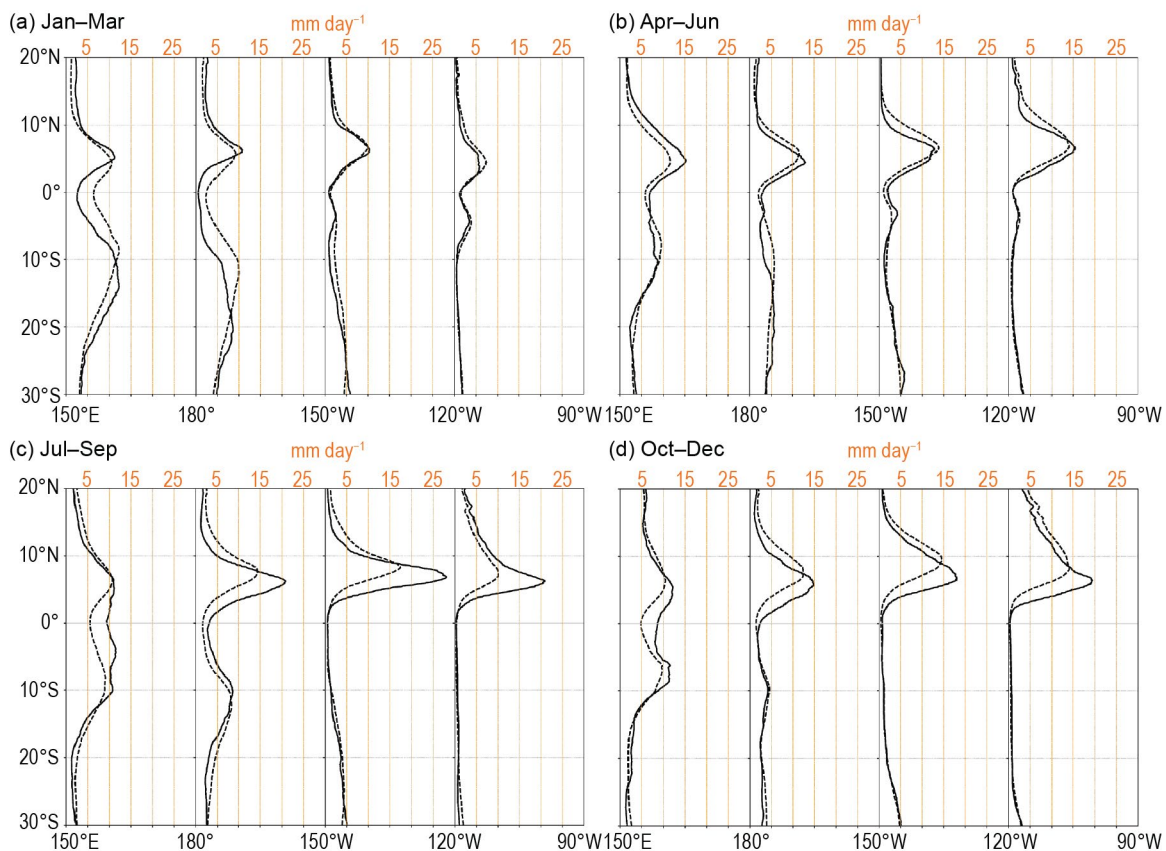 (a) Jan–Mar
mm day⁻¹
5 15 25 5 15 25 5 15 25 5 15 25
20°N
10°N
0°
10°S
20°S
30°S
150°E 180° 150°W 120°W 90°W
(b) Apr–Jun
mm day⁻¹
5 15 25 5 15 25 5 15 25 5 15 25
150°E 180° 150°W 120°W 90°W
(c) Jul–Sep
mm day⁻¹
5 15 25 5 15 25 5 15 25 5 15 25
20°N
10°N
0°
10°S
20°S
30°S
150°E 180° 150°W 120°W 90°W
(d) Oct–Dec
mm day⁻¹
5 15 25 5 15 25 5 15 25 5 15 25
150°E 180° 150°W 120°W 90°W